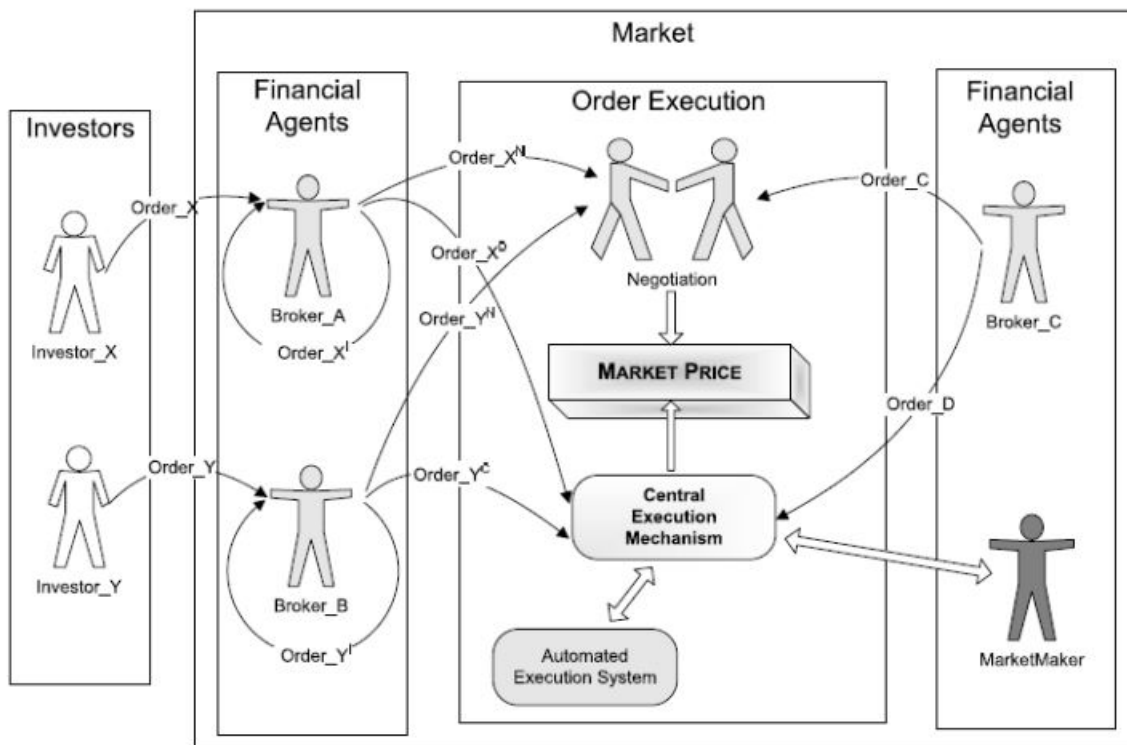 Market
Investors
Financial
Agents
Order Execution
Financial
Agents
Order_X
Order_X^N
Order_C
Order_X^D
Negotiation
Investor_X
Broker_A
Order_X^I
Order_Y^N
Broker_C
MARKET PRICE
Order_D
Order_Y
Order_Y^C
Central
Execution
Mechanism
Investor_Y
Broker_B
Order_Y^I
Automated
Execution System
MarketMaker